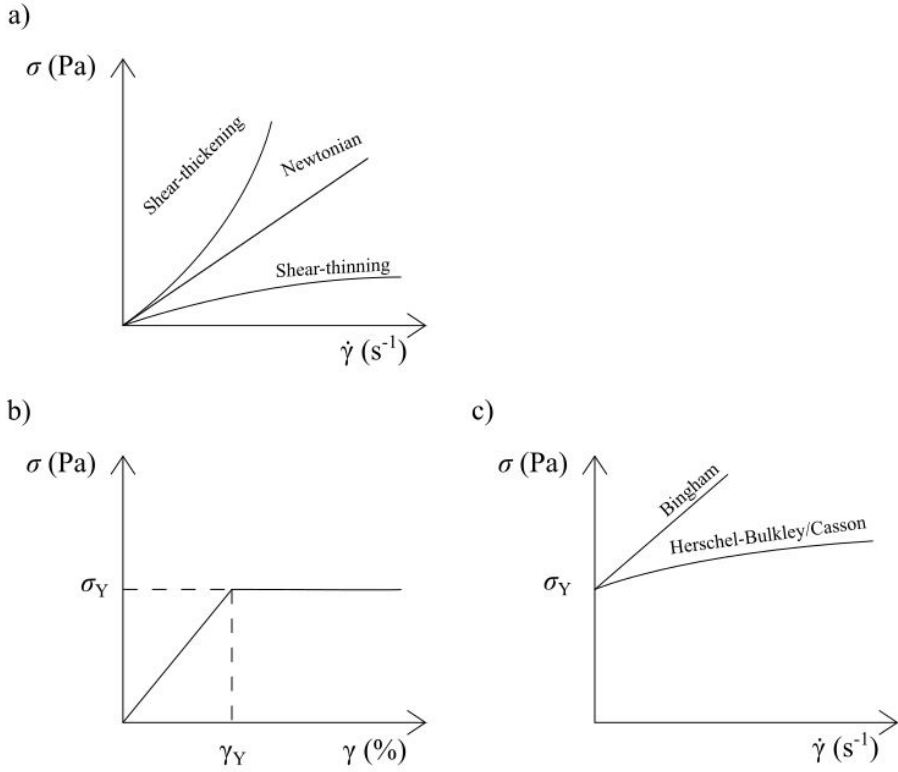 a)
σ (Pa)
Shear-thickening
Newtonian
Shear-thinning
γ̇ (s⁻¹)
b)
σ (Pa)
σY
γY
γ (%)
c)
σ (Pa)
Bingham
Herschel-Bulkley/Casson
σY
γ̇ (s⁻¹)